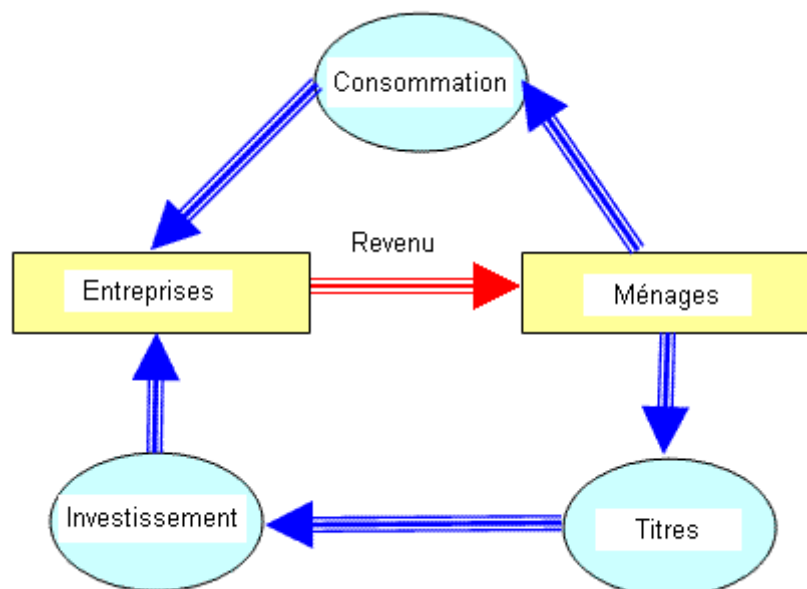 Consommation
Revenu
Entreprises
Ménages
Investissement
Titres